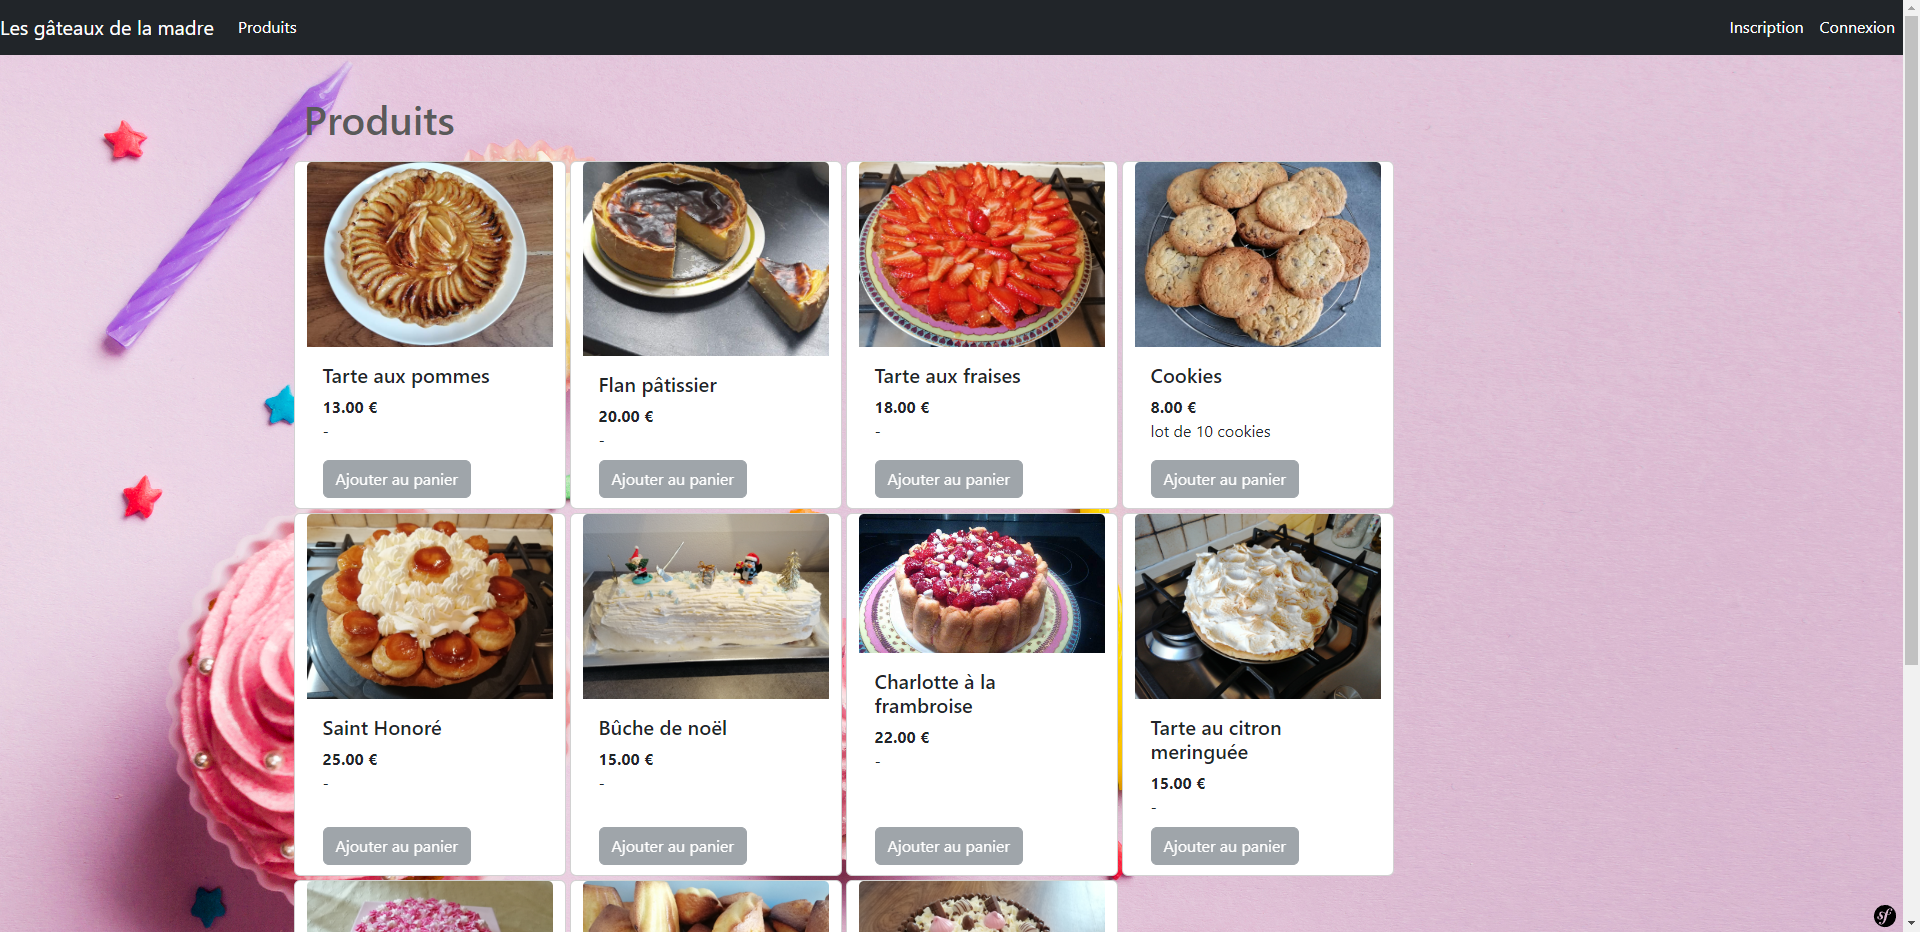 Les gâteaux de la madre Produits Inscription Connexion
Produits
Tarte aux pommes
13.00 €
-
Ajouter au panier
Flan pâtissier
20.00 €
-
Ajouter au panier
Tarte aux fraises
18.00 €
-
Ajouter au panier
Cookies
8.00 €
lot de 10 cookies
Ajouter au panier
Saint Honoré
25.00 €
-
Ajouter au panier
Bûche de noël
15.00 €
-
Ajouter au panier
Charlotte à la
frambroise
22.00 €
-
Ajouter au panier
Tarte au citron
meringuée
15.00 €
-
Ajouter au panier
sf